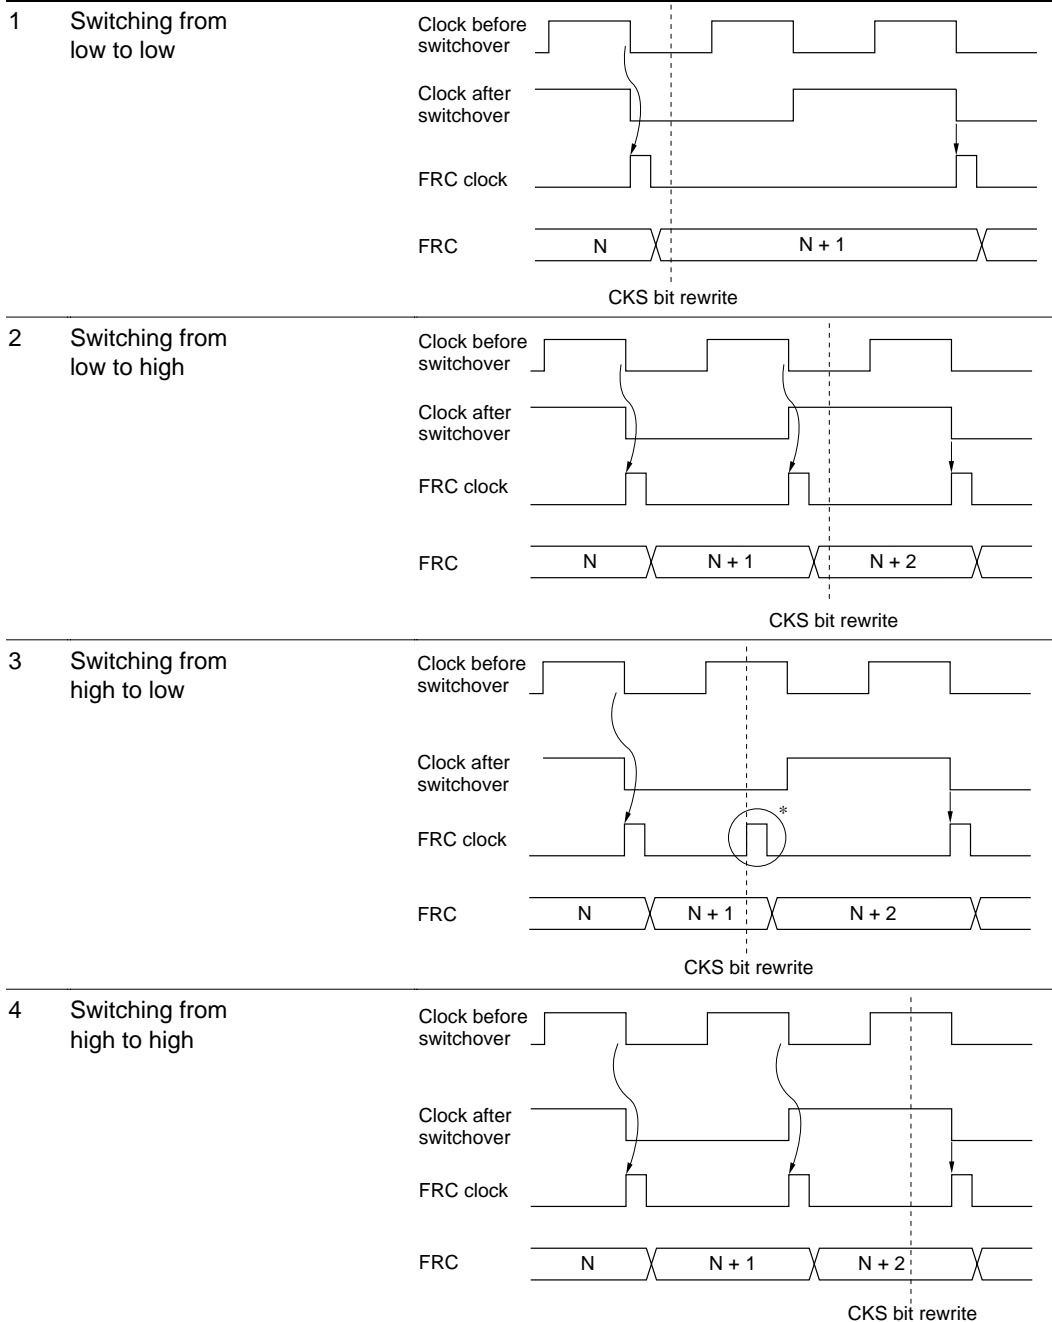 1 Switching from
low to low
Clock before
switchover
Clock after
switchover
FRC clock
FRC N N + 1
CKS bit rewrite
2 Switching from
low to high
Clock before
switchover
Clock after
switchover
FRC clock
FRC N N + 1 N + 2
CKS bit rewrite
3 Switching from
high to low
Clock before
switchover
Clock after
switchover
*
FRC clock
FRC N N + 1 N + 2
CKS bit rewrite
4 Switching from
high to high
Clock before
switchover
Clock after
switchover
FRC clock
FRC N N + 1 N + 2
CKS bit rewrite